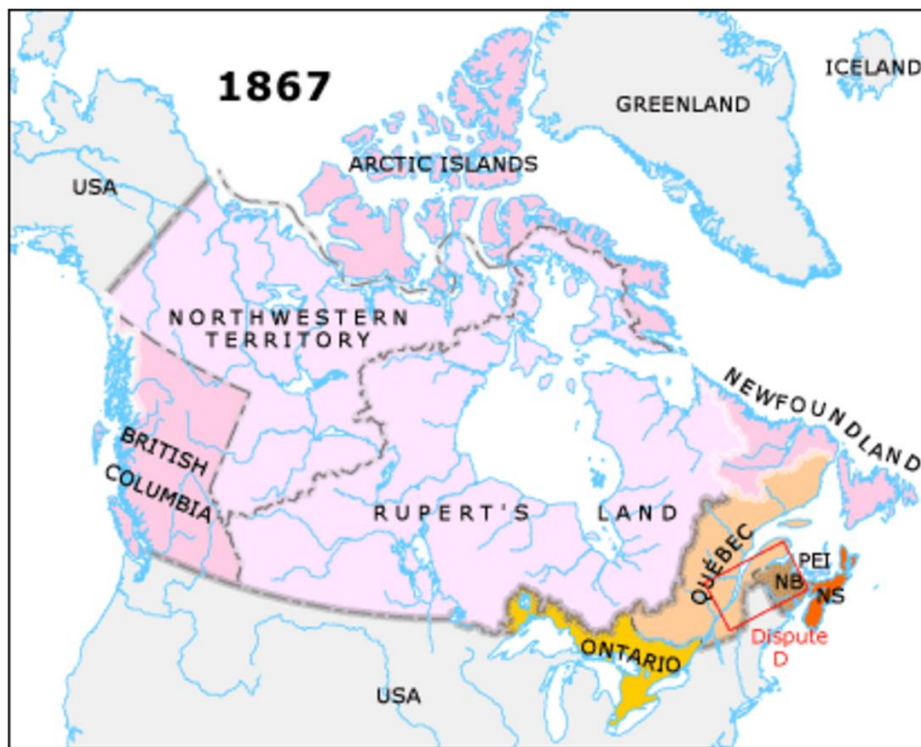 1867
ICELAND
GREENLAND
ARCTIC ISLANDS
USA
NORTHWESTERN
TERRITORY
NEWFOUNDLAND
BRITISH
COLUMBIA
RUPERT'S LAND
QUÉBEC
PEI
NB
NS
Dispute
D
ONTARIO
USA